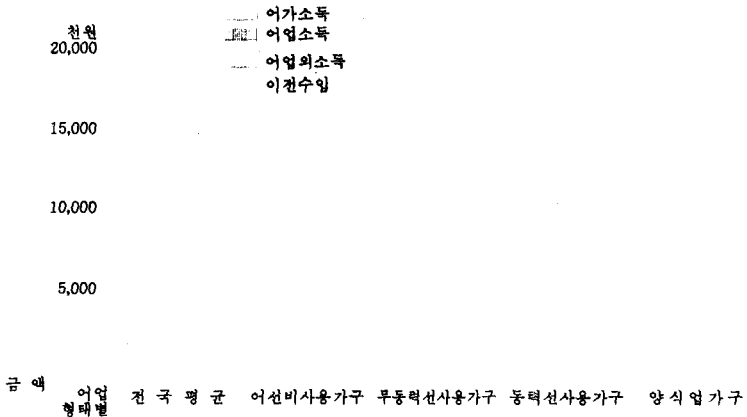 어가소득
천원
어업소득
20,000
어업외소득
이전수입
15,000
10,000
5,000
금 액
어업
형태별
전 국 평 균
어선비사용가구
무동력선사용가구
동력선사용가구
양 식 업 가 구